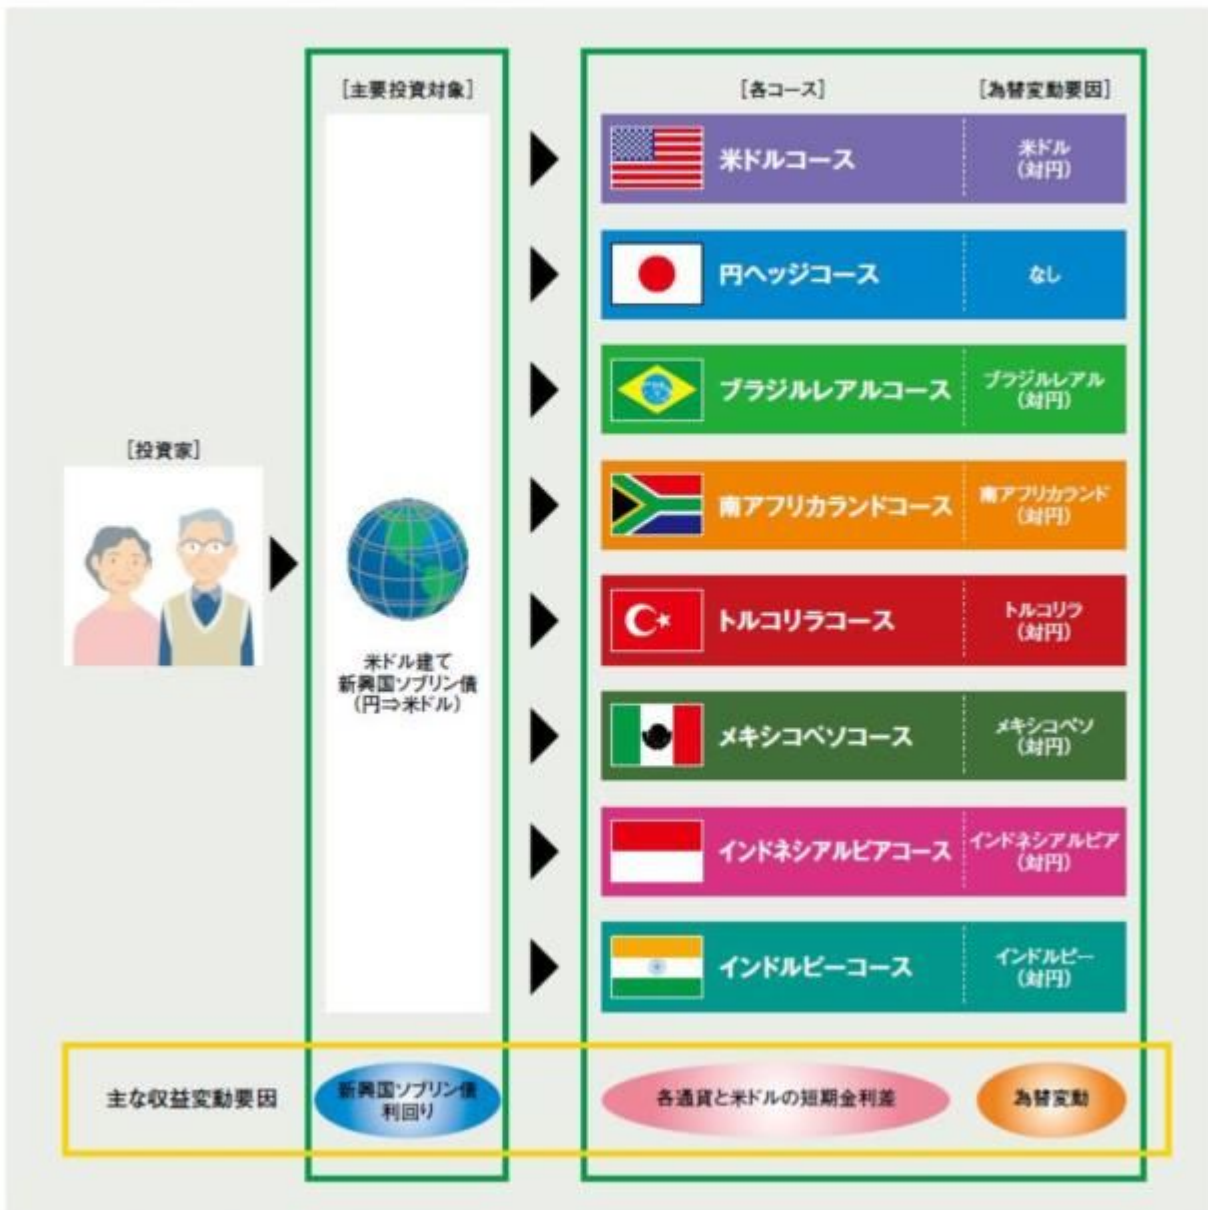 [主要投資対象]
[各コース]
[為替変動要因]
米ドルコース
米ドル
(対円)
円ヘッジコース
なし
ブラジルレアルコース
ブラジルレアル
(対円)
[投資家]
南アフリカランドコース
南アフリカランド
(対円)
トルコリラコース
トルコリラ
(対円)
米ドル建て
新興国ソブリン債
(円⇒米ドル)
メキシコペソコース
メキシコペソ
(対円)
インドネシアルピアコース
インドネシアルピア
(対円)
インドルピーコース
インドルピー
(対円)
主な収益変動要因
新興国ソブリン債
利回り
各通貨と米ドルの短期金利差
為替変動